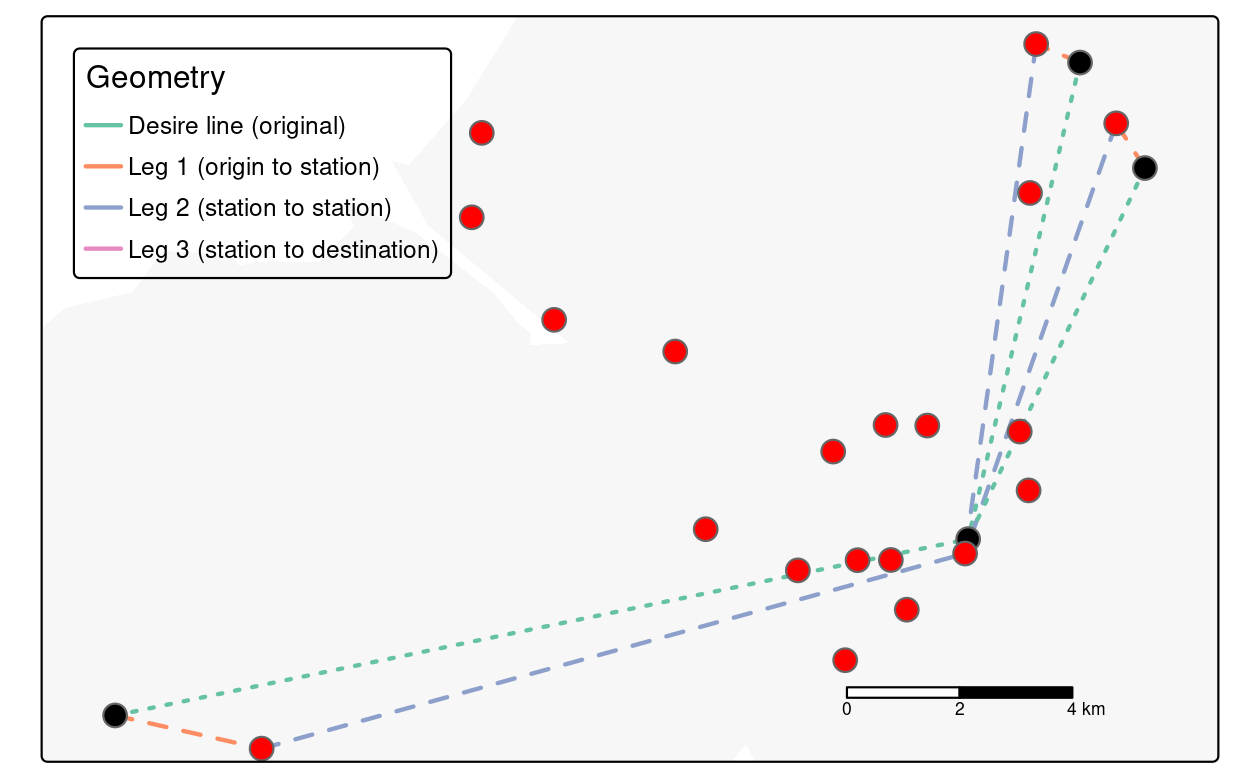 Geometry
Desire line (original)
Leg 1 (origin to station)
Leg 2 (station to station)
Leg 3 (station to destination)
0 2 4 km